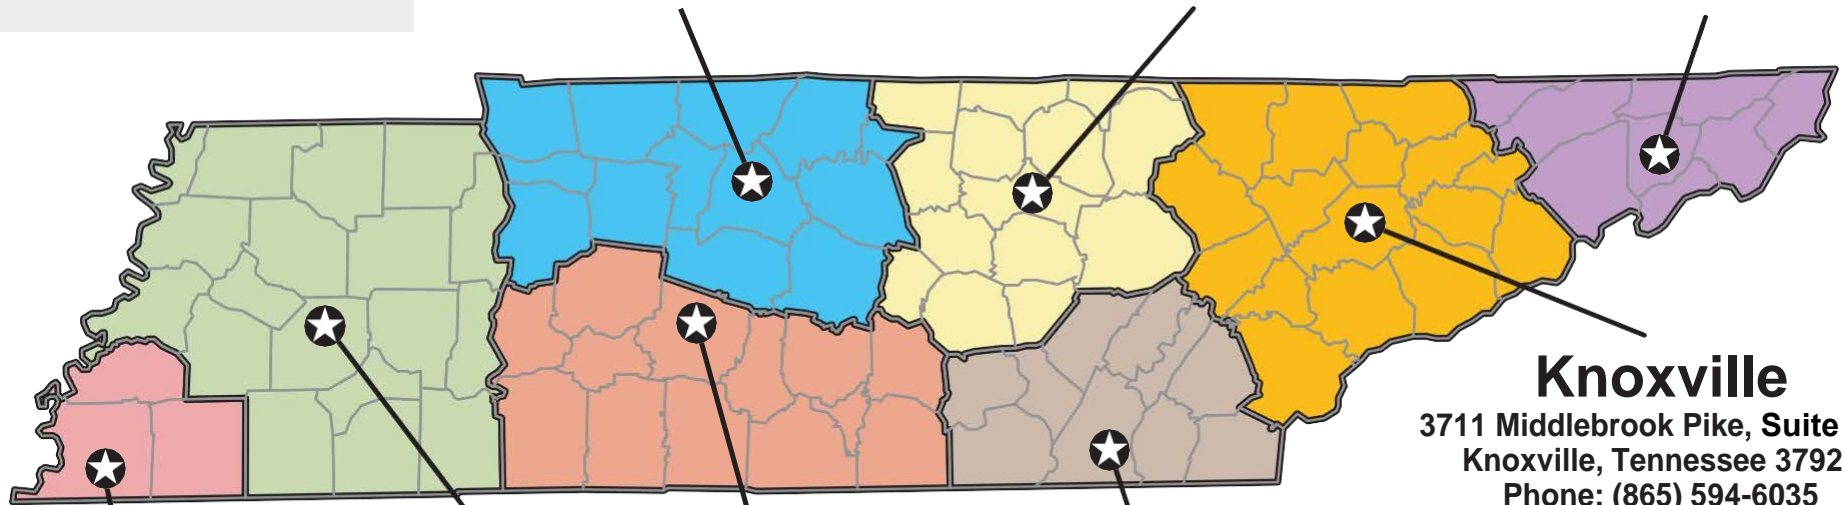 Knoxville
3711 Middlebrook Pike, Suite
Knoxville, Tennessee 3792
Phone: (865) 594-6035